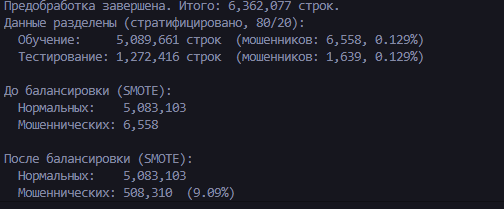 Предобработка завершена. Итого: 6,362,077 строк.
Данные разделены (стратифицировано, 80/20):
Обучение: 5,089,661 строк (мошенников: 6,558, 0.129%)
Тестирование: 1,272,416 строк (мошенников: 1,639, 0.129%)
До балансировки (SMOTE):
Нормальных: 5,083,103
Мошеннических: 6,558
После балансировки (SMOTE):
Нормальных: 5,083,103
Мошеннических: 508,310 (9.09%)